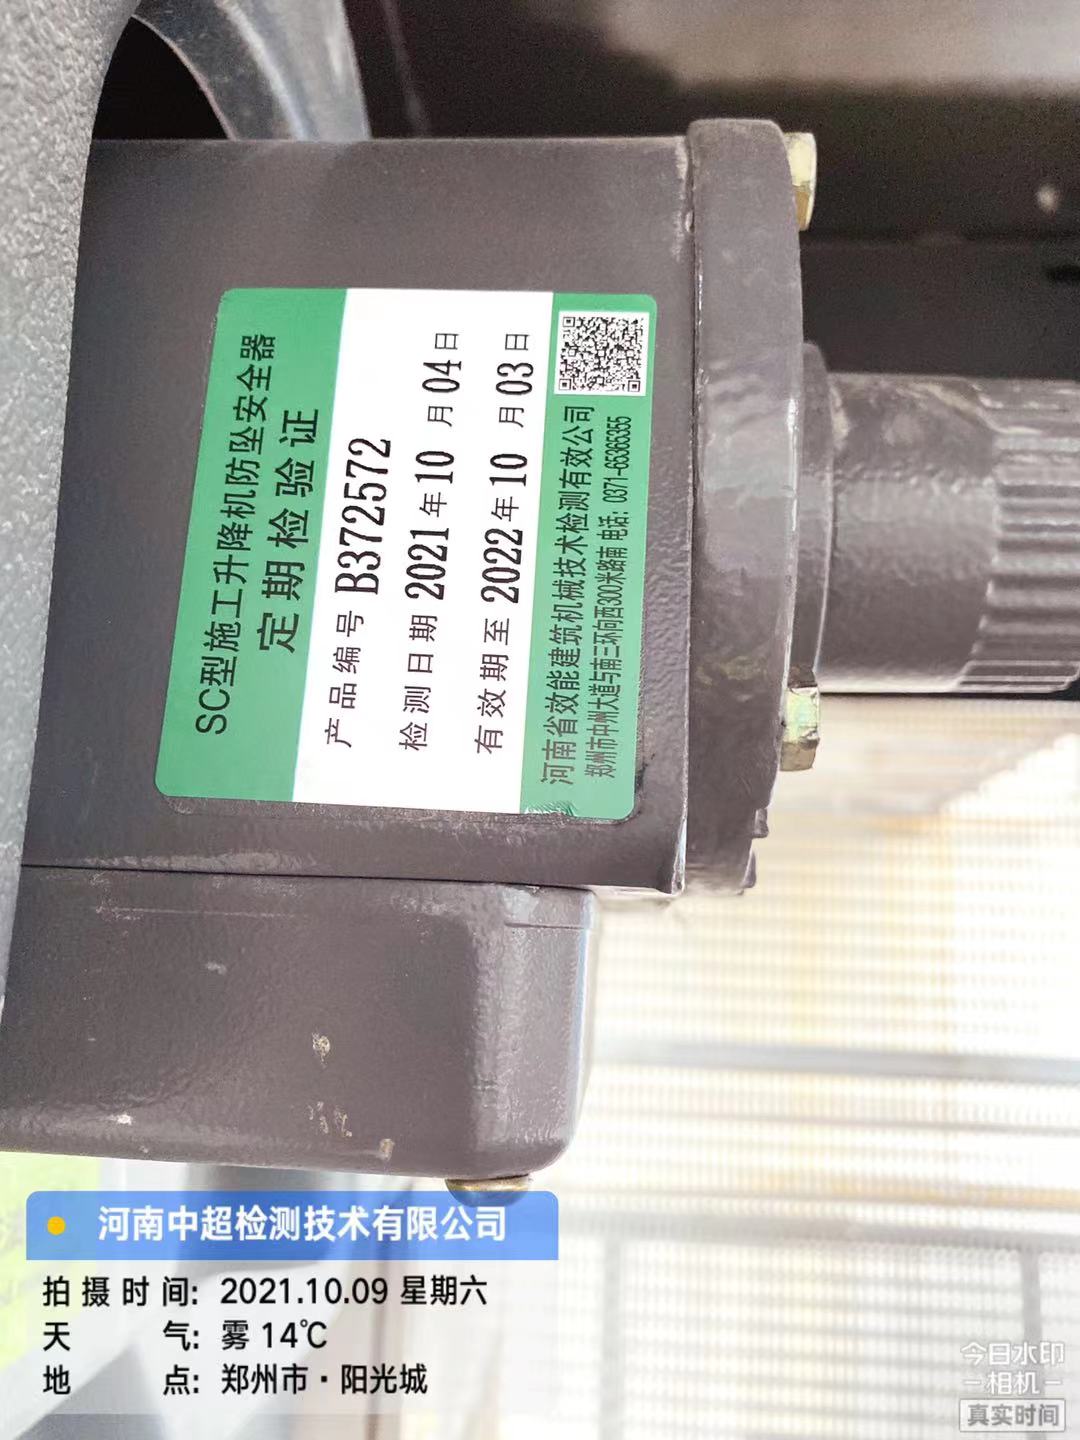 SC型施工升降机防坠安全器
定期检验证
产品编号 B372572
检测日期 2021年10月04日
有效期至 2022年10月03日
河南省效能建筑机械技术检测有效公司
郑州市中州大道与南三环向西300米路南 电话：0371-65365355
河南中超检测技术有限公司
拍摄时间: 2021.10.09 星期六
天气: 雾 14℃
地点: 郑州市·阳光城
今日水印
相机
真实时间